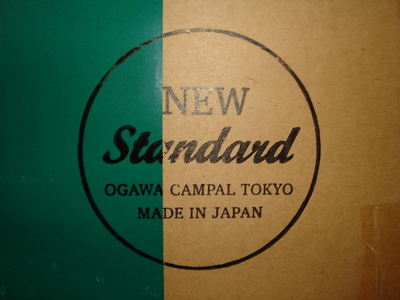 NEW
Standard
OGAWA CAMPAL TOKYO
MADE IN JAPAN